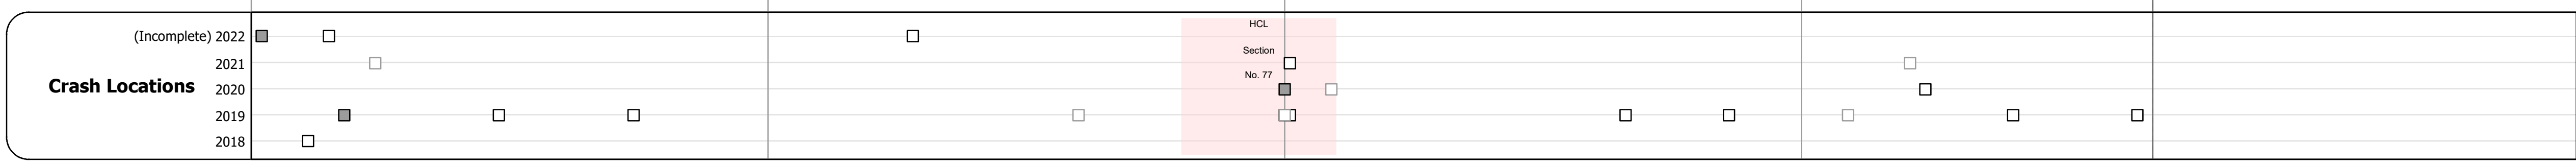 HCL
(Incomplete) 2022
Section
2021
No. 77
Crash Locations
2020
2019
2018